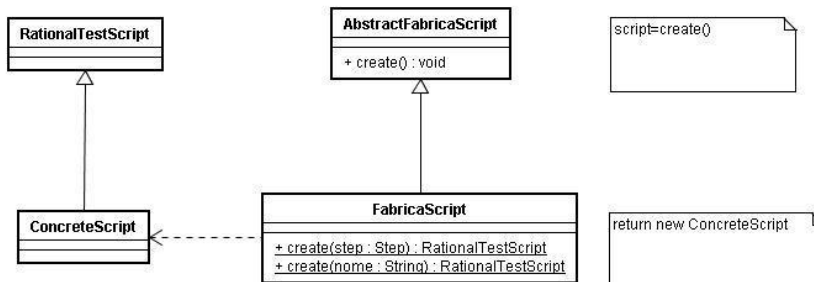 RationalTestScript
AbstractFabricaScript
+ create() : void
script=create()
ConcreteScript
FabricaScript
+ create(step : Step) : RationalTestScript
+ create(nome : String) : RationalTestScript
return new ConcreteScript